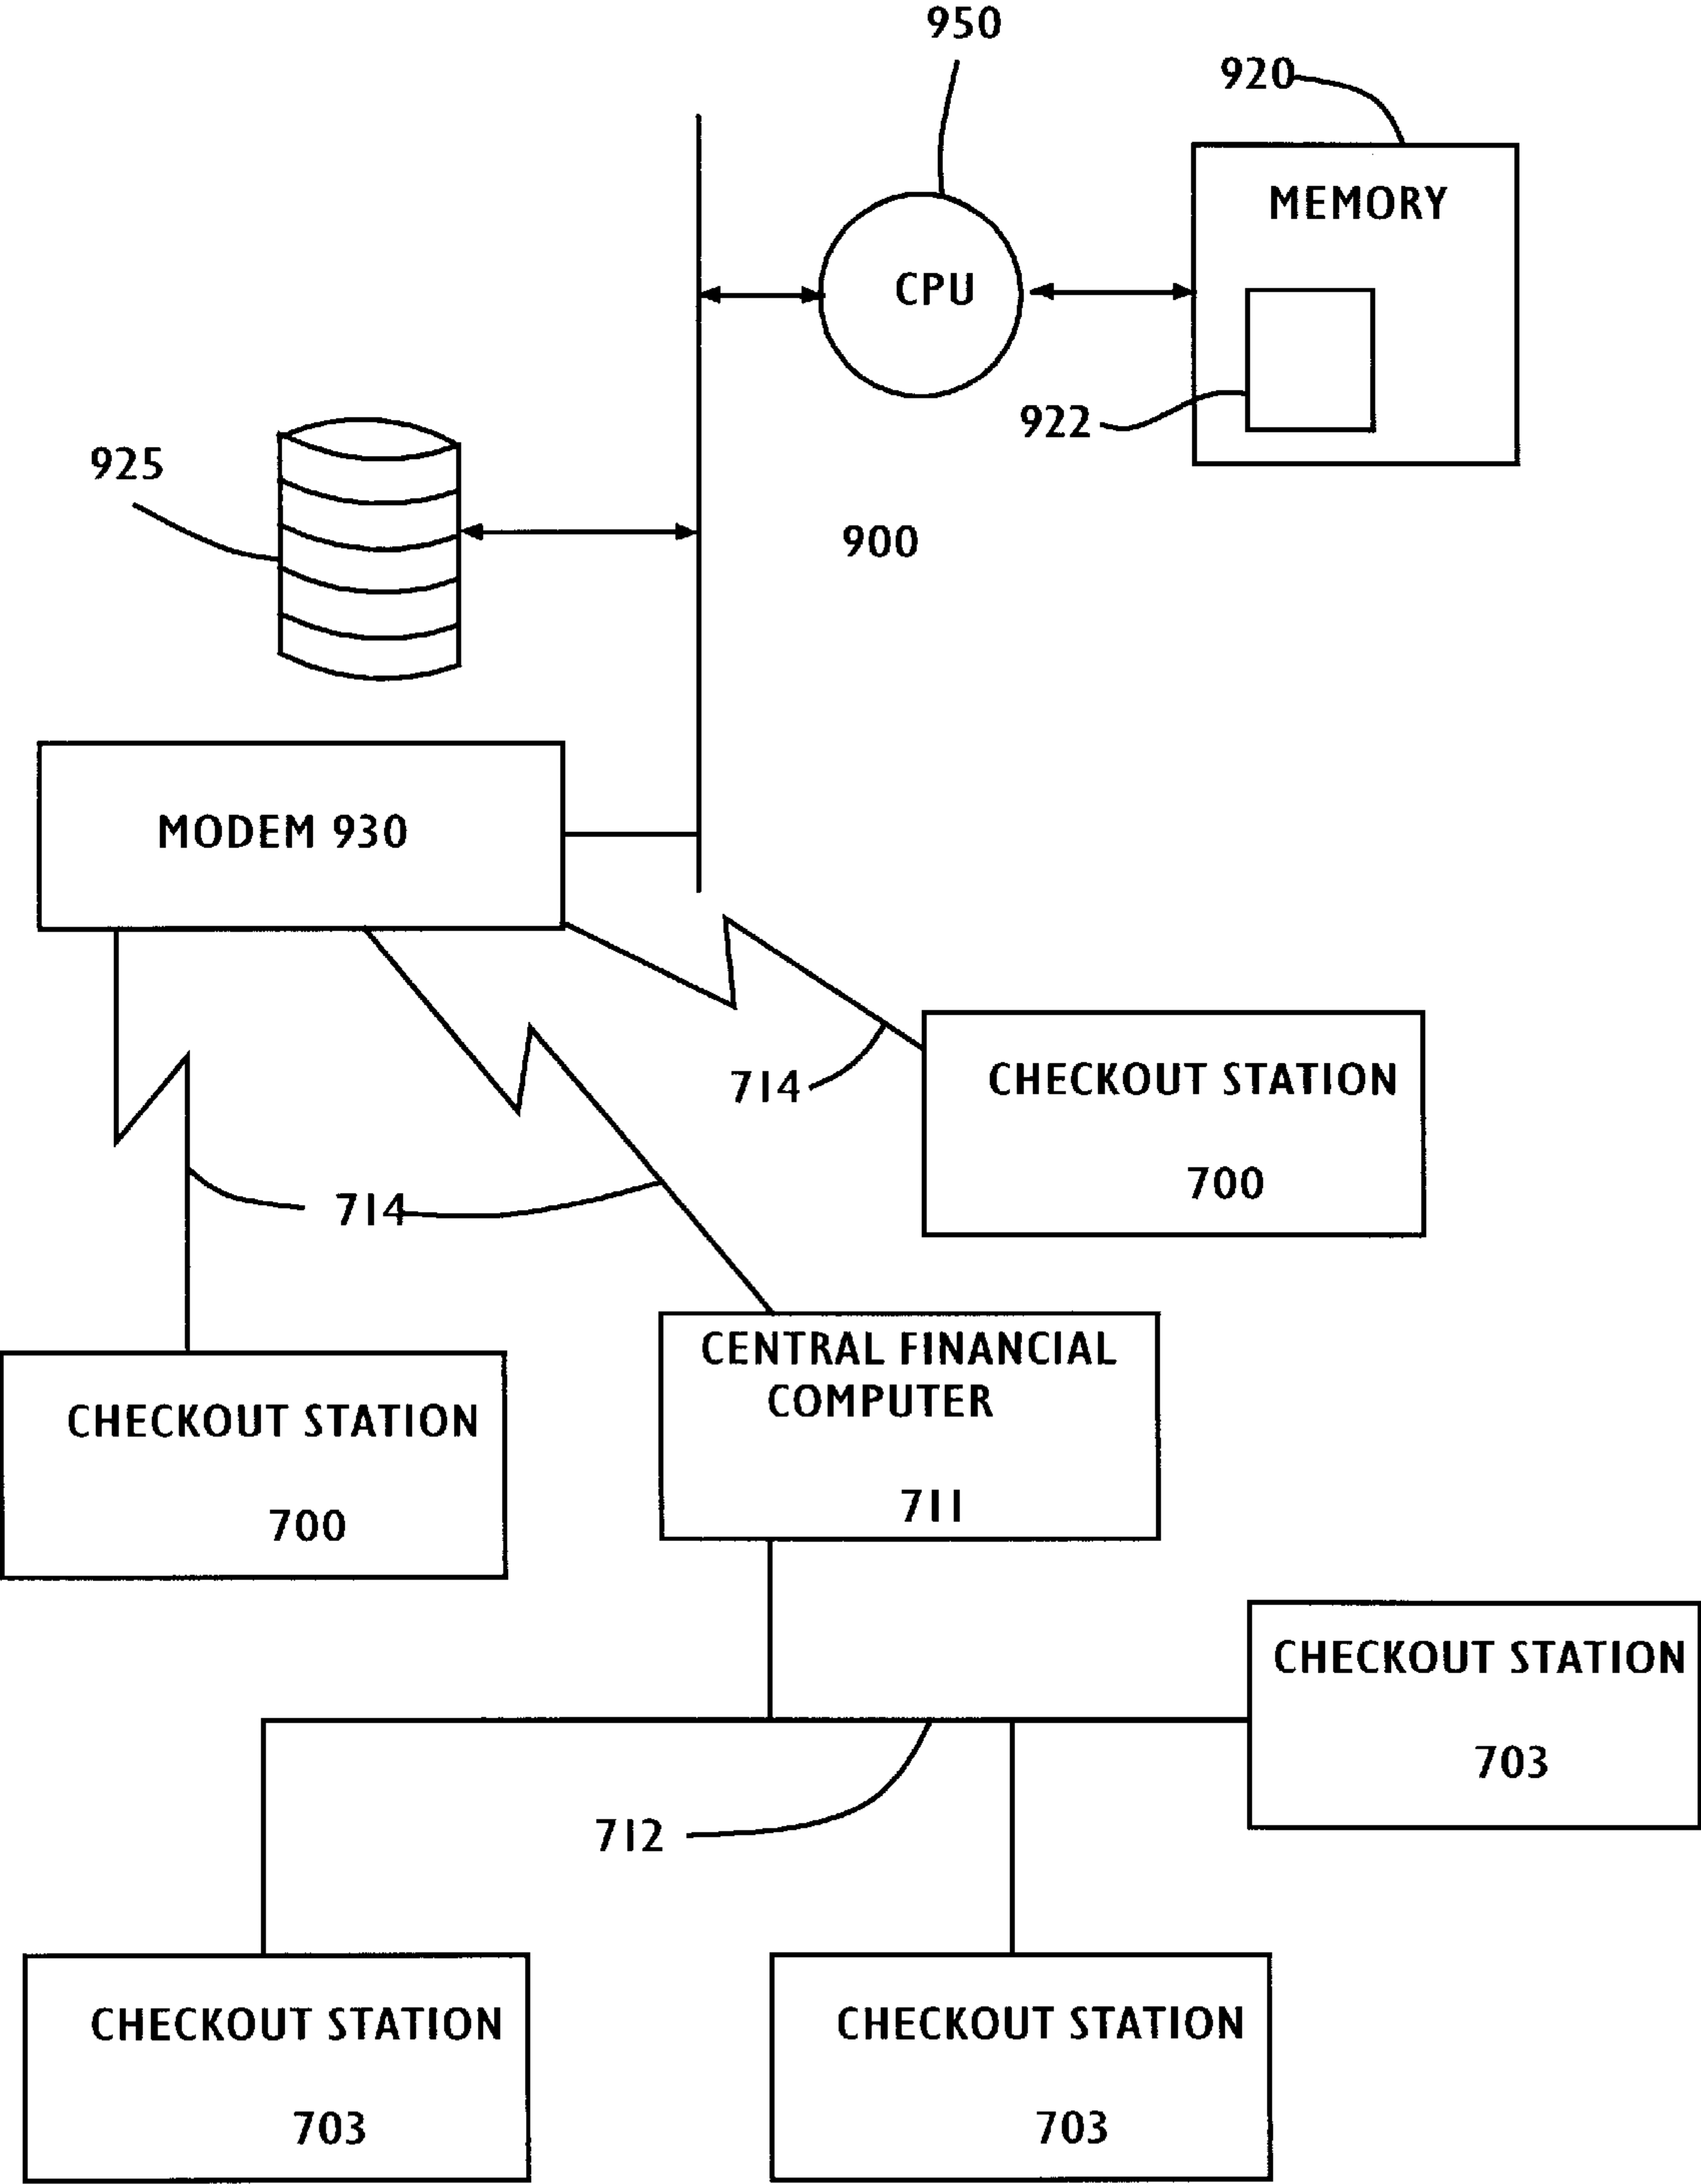 950
920
MEMORY
CPU
922
925
900
MODEM 930
CHECKOUT STATION
714
700
714
CENTRAL FINANCIAL
COMPUTER
CHECKOUT STATION
711
700
CHECKOUT STATION
703
712
CHECKOUT STATION
CHECKOUT STATION
703
703